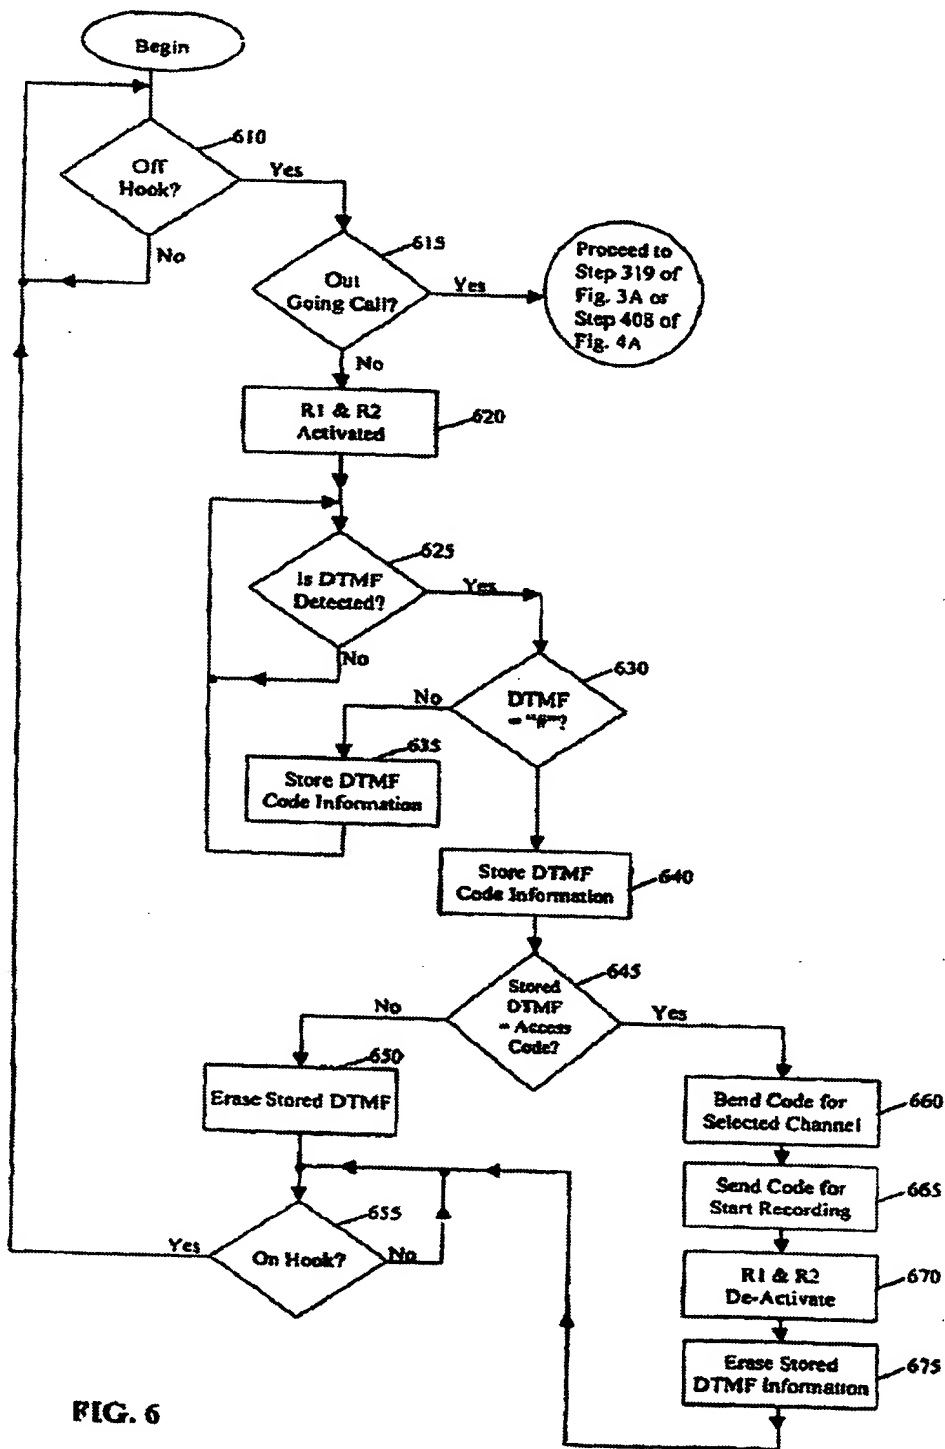 Begin
610
Off
Hook?
Yes
No
615
Out
Going Call?
Yes
No
Proceed to
Step 319 of
Fig. 3A or
Step 408 of
Fig. 4A
R1 & R2
Activated
620
625
Is DTMF
Detected?
Yes
No
630
DTMF
= "#"?
No
635
Store DTMF
Code Information
Store DTMF
Code Information
640
645
Stored
DTMF
= Access
Code?
No
Yes
650
Erase Stored DTMF
Bend Code for
Selected Channel
660
Send Code for
Start Recording
665
655
On Hook?
Yes
No
R1 & R2
De-Activate
670
Erase Stored
DTMF Information
675
FIG. 6